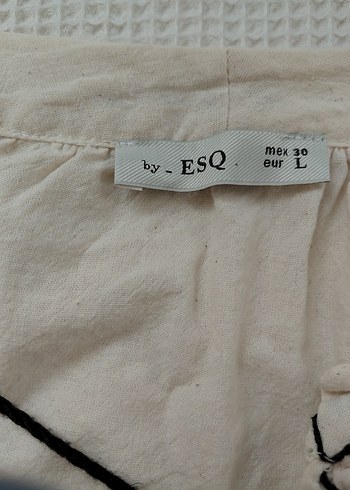 by - ESQ.
mex 30
eur L